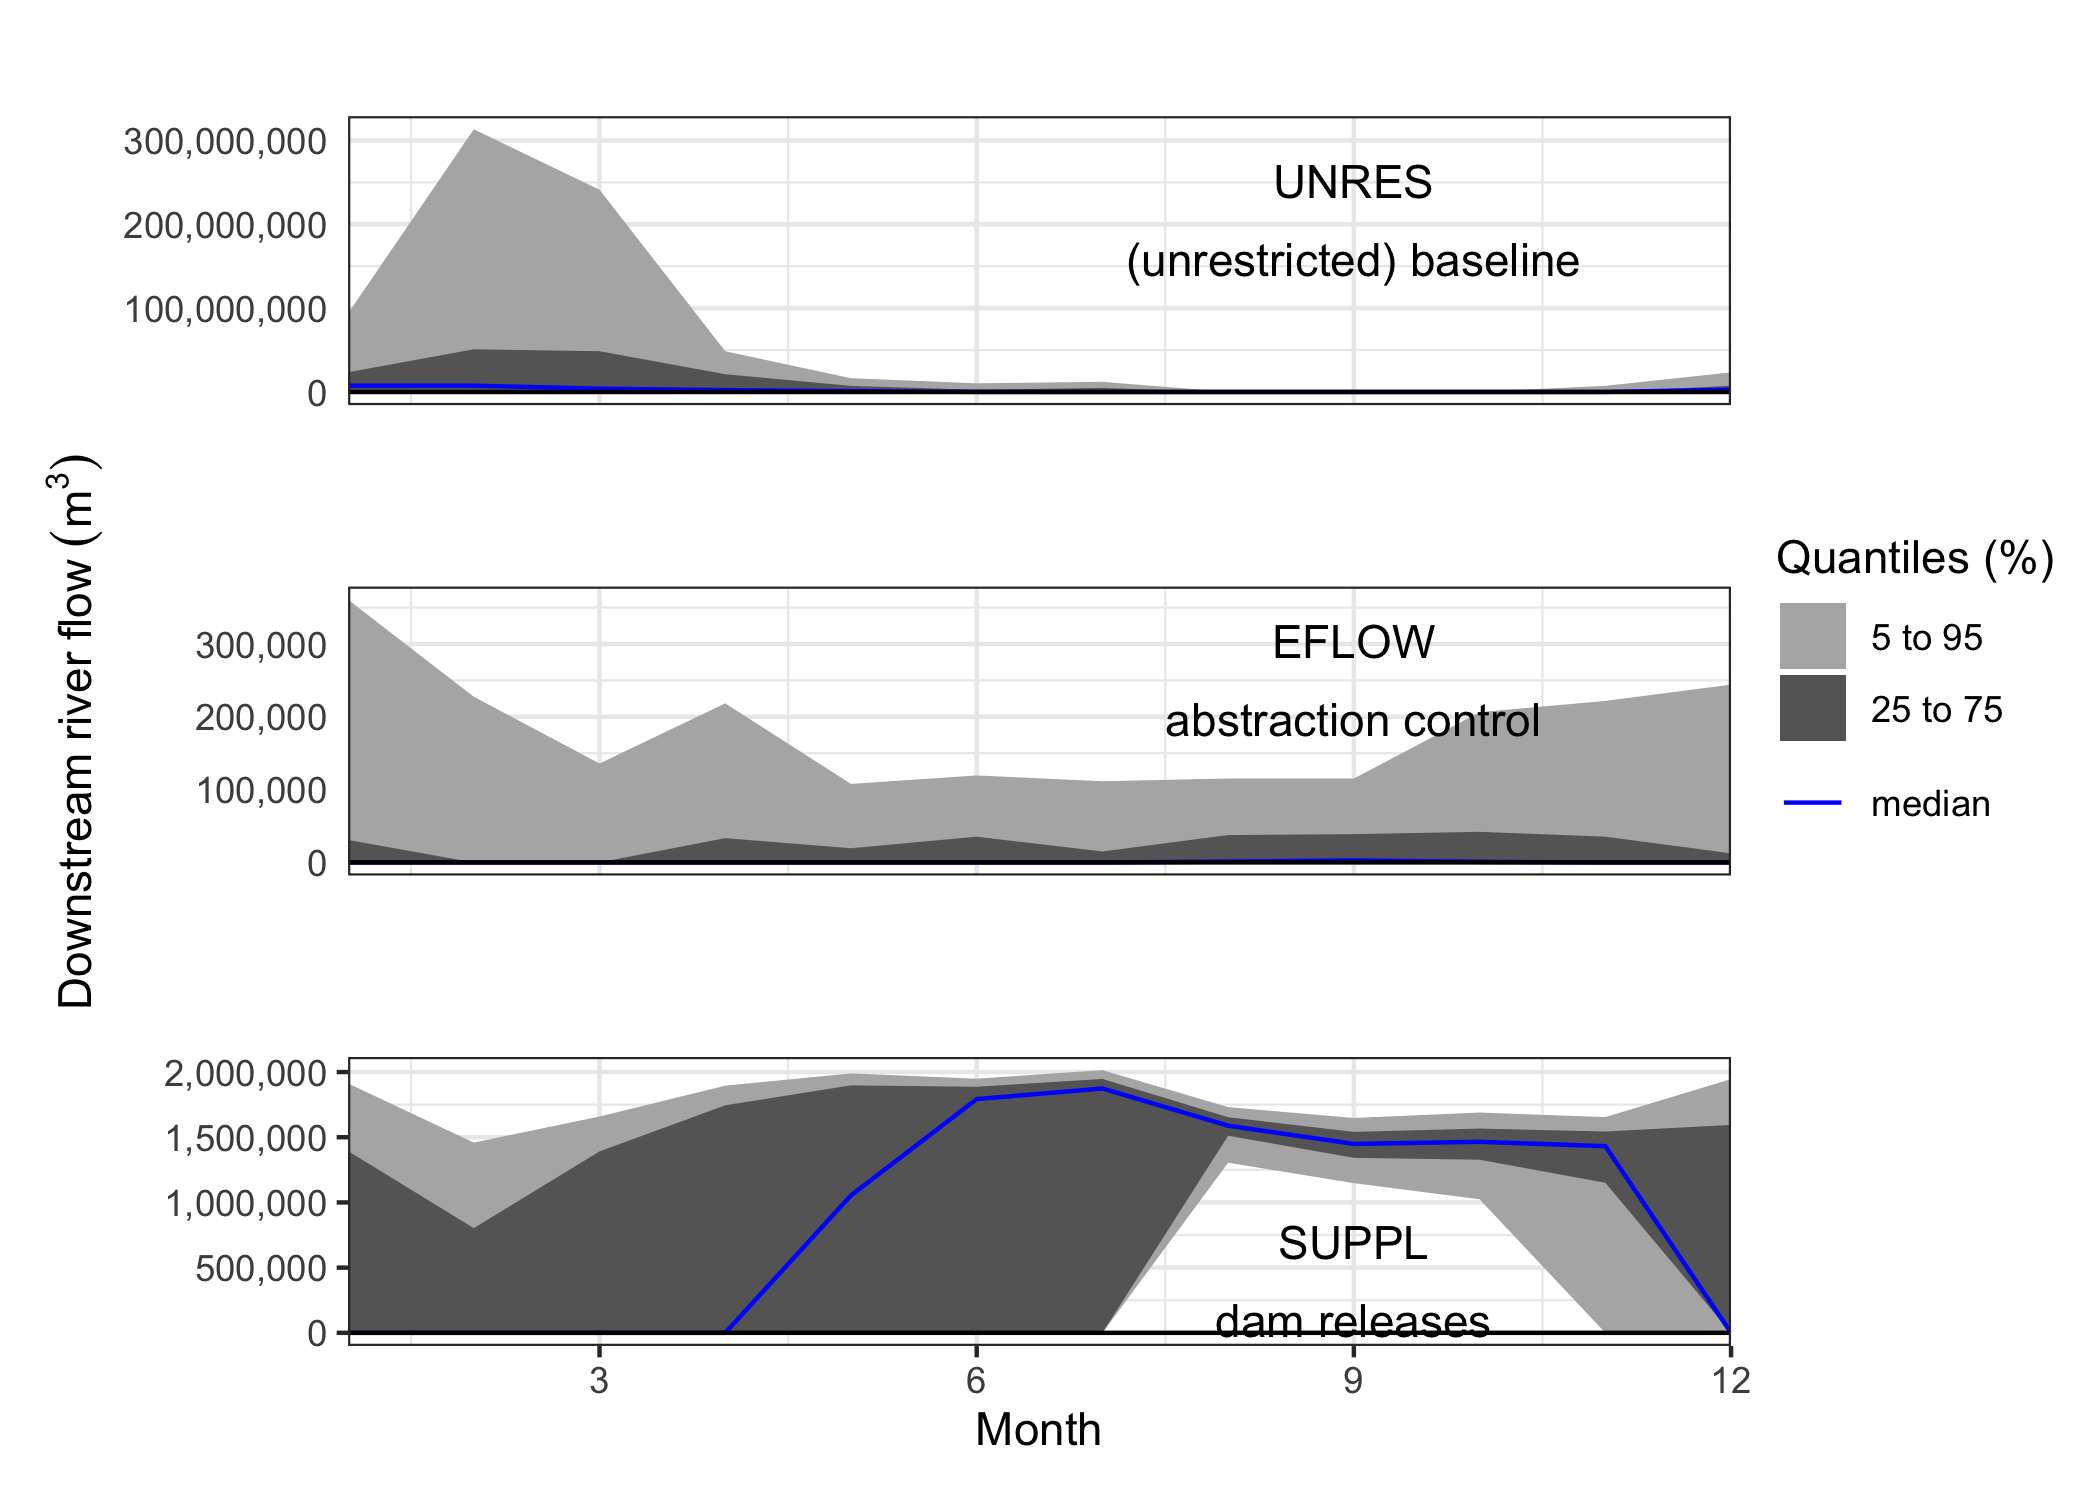 300,000,000
200,000,000
100,000,000
0
UNRES
(unrestricted) baseline
Downstream river flow (m³)
300,000
200,000
100,000
0
EFLOW
abstraction control
Quantiles (%)
5 to 95
25 to 75
median
2,000,000
1,500,000
1,000,000
500,000
0
SUPPL
dam releases
3 6 9 12
Month